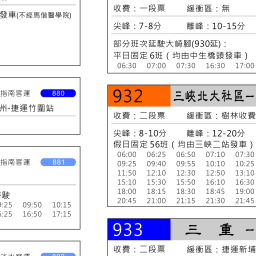 發車(不經馬偕醫學院)
指南客運 880
州-捷運竹圍站
指南客運 881
駛
9:25 09:50 10:15
6:25 16:50 17:15
收費：一段票 緩衝區：無
尖峰：7-8分 離峰：10-15分
部分班次延駛大崎腳(930延)：
平日固定6班（均由中生橋頭發車）
06:30 07:00 07:30 16:30 17:00
932 三峽北大社區－
收費：二段票 緩衝區：樹林收費
尖峰：8-10分 離峰：12-20分
假日固定56班（均由三峽二站發車）
06:00 06:25 06:50 07:10 07:30
09:25 09:40 09:55 10:10 10:25
11:50 12:10 12:30 12:50 13:10
15:10 15:30 15:50 16:10 16:30
18:00 18:15 18:30 18:45 19:00
20:45 21:00 21:15 21:30 21:45
933 三 重 －
收費：二段票 緩衝區：捷運新埔